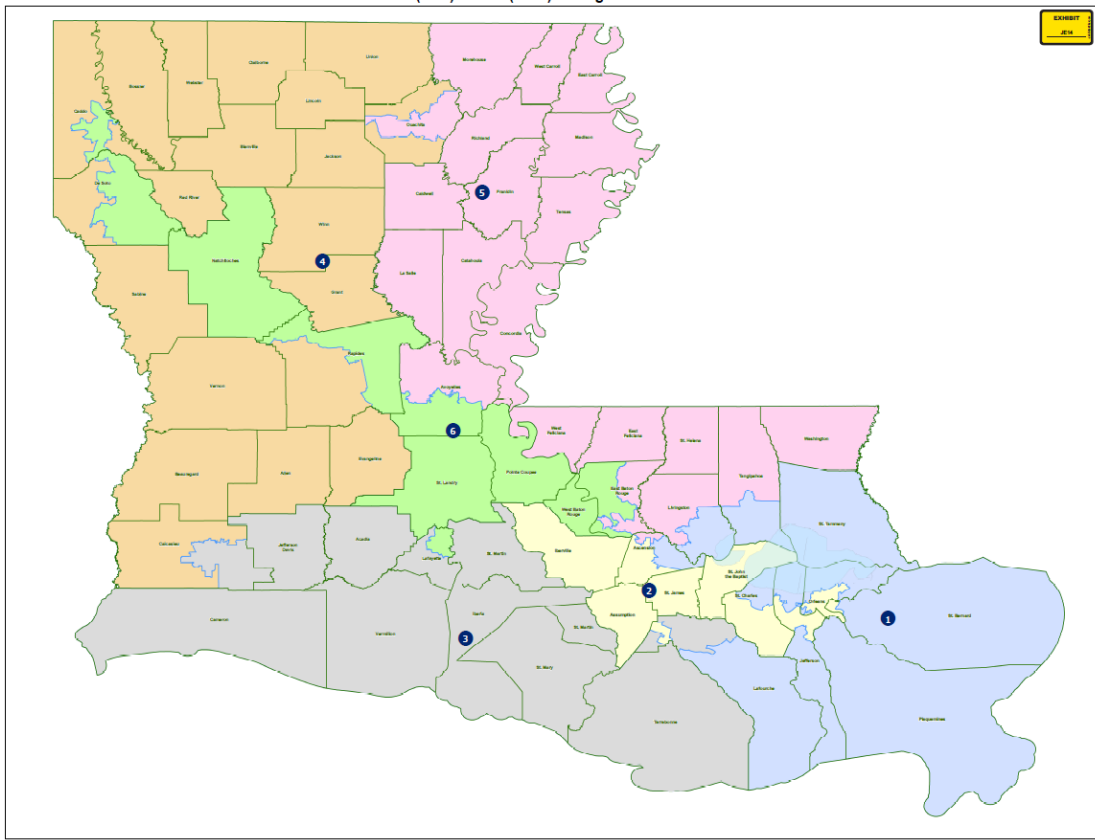 EXHIBIT
JE14
Morehouse
West Carroll
East Carroll
Union
Claiborne
Webster
Bossier
Caddo
Lincoln
Ouachita
Richland
Madison
Bienville
Jackson
De Soto
Red River
Caldwell
5
Franklin
Tensas
Winn
Natchitoches
4
La Salle
Catahoula
Sabine
Grant
Concordia
Rapides
Vernon
Avoyelles
6
West
Feliciana
East
Feliciana
St. Helena
Washington
Tangipahoa
Beauregard
Allen
Evangeline
St. Landry
Pointe Coupee
East Baton
Rouge
West Baton
Rouge
Livingston
St. Tammany
Calcasieu
Jefferson
Davis
Acadia
Lafayette
St. Martin
Iberville
Ascension
St. John
the Baptist
2
St. James
St. Charles
Orleans
Assumption
1
St. Bernard
Cameron
Vermilion
Iberia
3
St. Martin
St. Mary
Jefferson
Lafourche
Terrebonne
Plaquemines